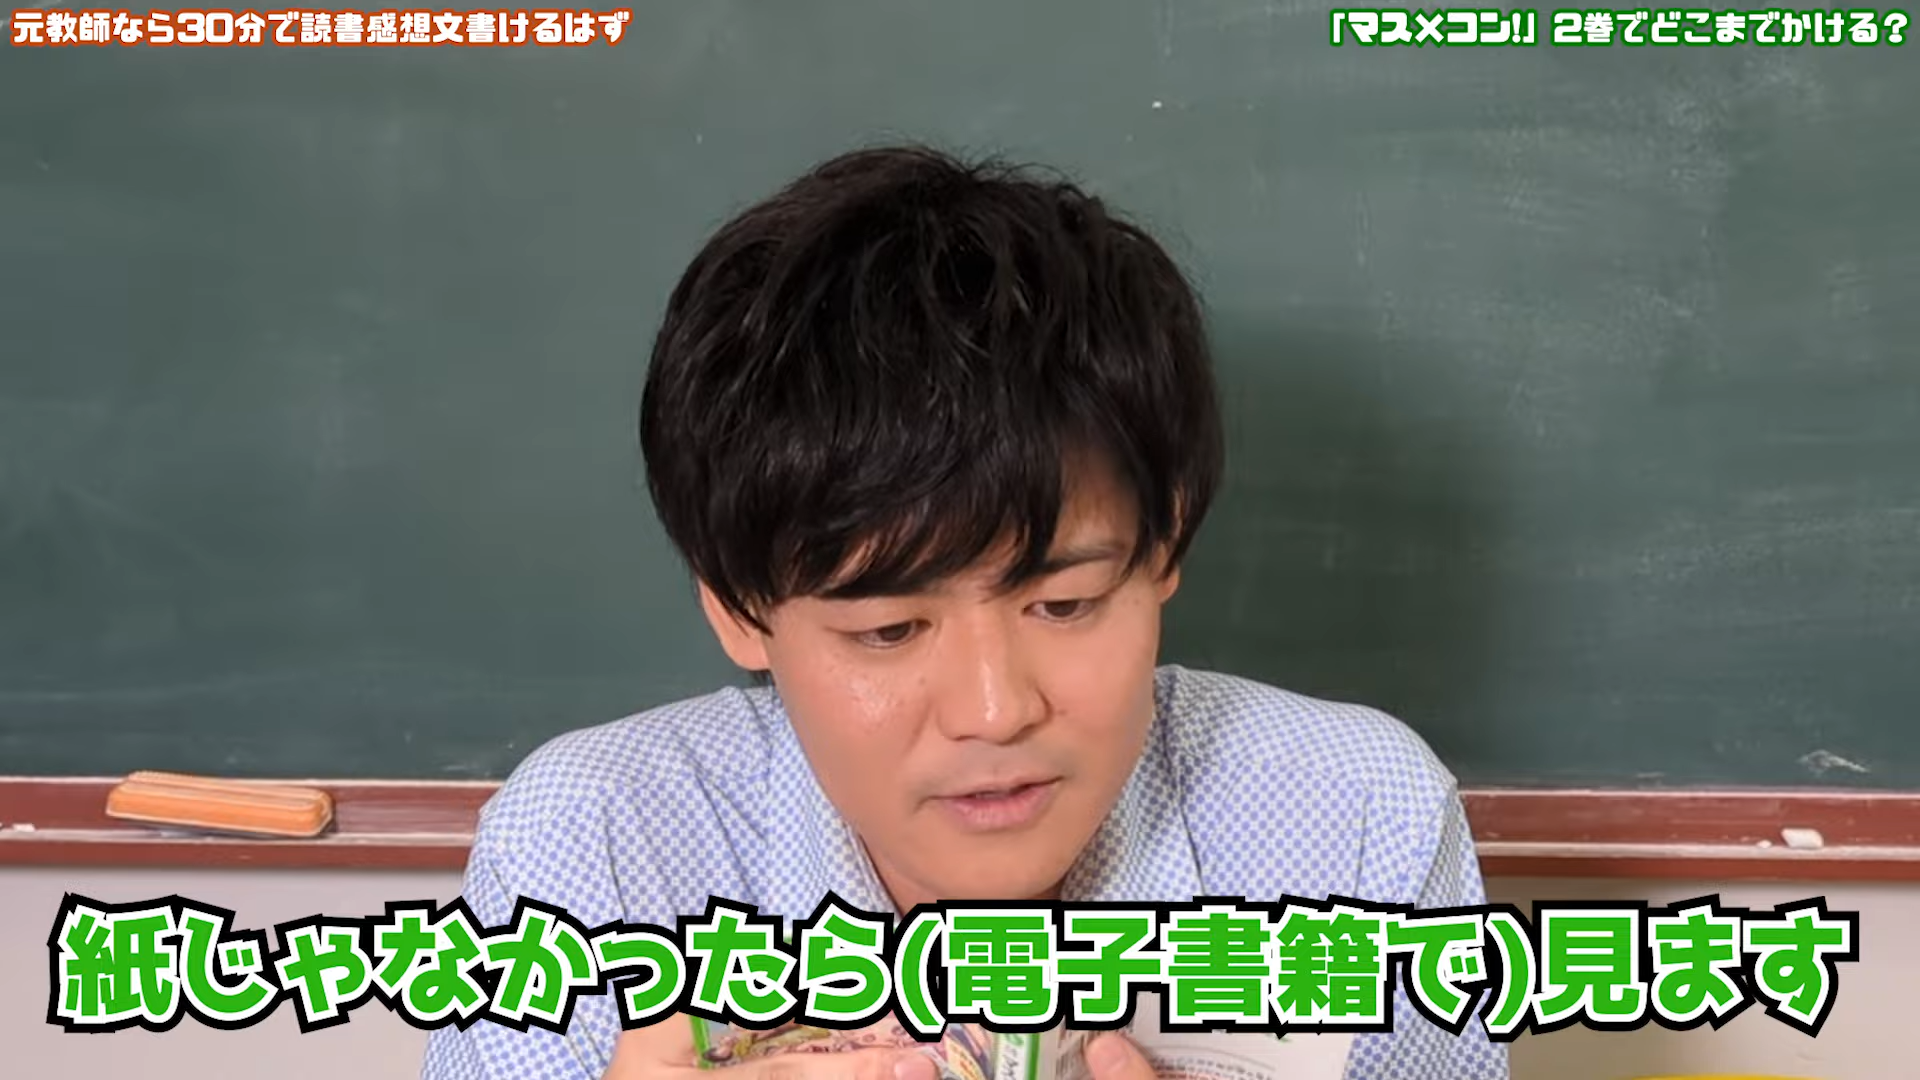 元教師なら30分で読書感想文書けるはず
「マス×コン!」2巻でどこまでかける？
紙じゃなかったら(電子書籍で)見ます